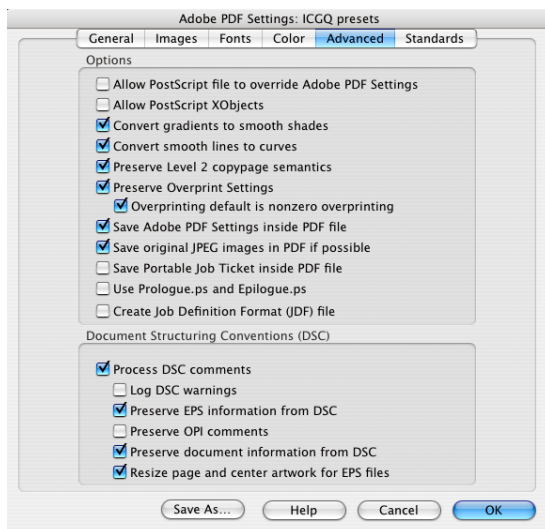 Adobe PDF Settings: ICGQ presets
General Images Fonts Color Advanced Standards
Options
Allow PostScript file to override Adobe PDF Settings
Allow PostScript XObjects
Convert gradients to smooth shades
Convert smooth lines to curves
Preserve Level 2 copypage semantics
Preserve Overprint Settings
Overprinting default is nonzero overprinting
Save Adobe PDF Settings inside PDF file
Save original JPEG images in PDF if possible
Save Portable Job Ticket inside PDF file
Use Prologue.ps and Epilogue.ps
Create Job Definition Format (JDF) file
Document Structuring Conventions (DSC)
Process DSC comments
Log DSC warnings
Preserve EPS information from DSC
Preserve OPI comments
Preserve document information from DSC
Resize page and center artwork for EPS files
Save As... Help Cancel OK